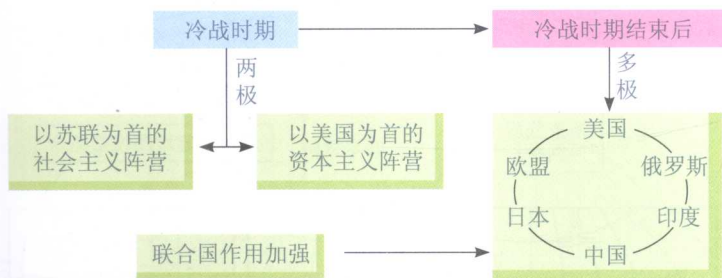 冷战时期
冷战时期结束后
两
极
多
极
以苏联为首的
社会主义阵营
以美国为首的
资本主义阵营
美国
欧盟
俄罗斯
日本
印度
中国
联合国作用加强